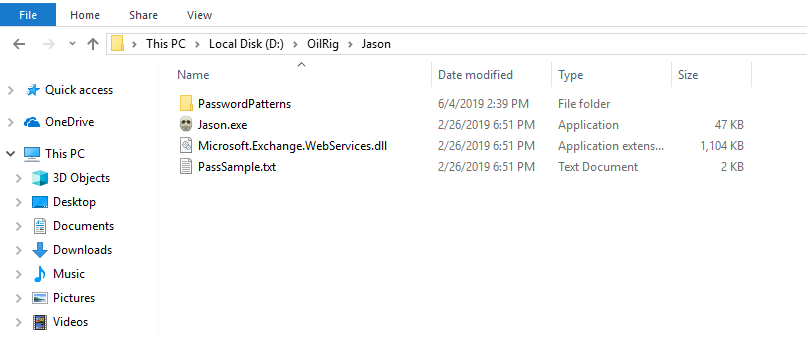 File Home Share View
This PC Local Disk (D:) OilRig Jason
Name Date modified Type Size
Quick access
OneDrive
This PC
3D Objects
Desktop
Documents
Downloads
Music
Pictures
Videos
PasswordPatterns 6/4/2019 2:39 PM File folder
Jason.exe 2/26/2019 6:51 PM Application 47 KB
Microsoft.Exchange.WebServices.dll 2/26/2019 6:51 PM Application extens... 1,104 KB
PassSample.txt 2/26/2019 6:51 PM Text Document 2 KB